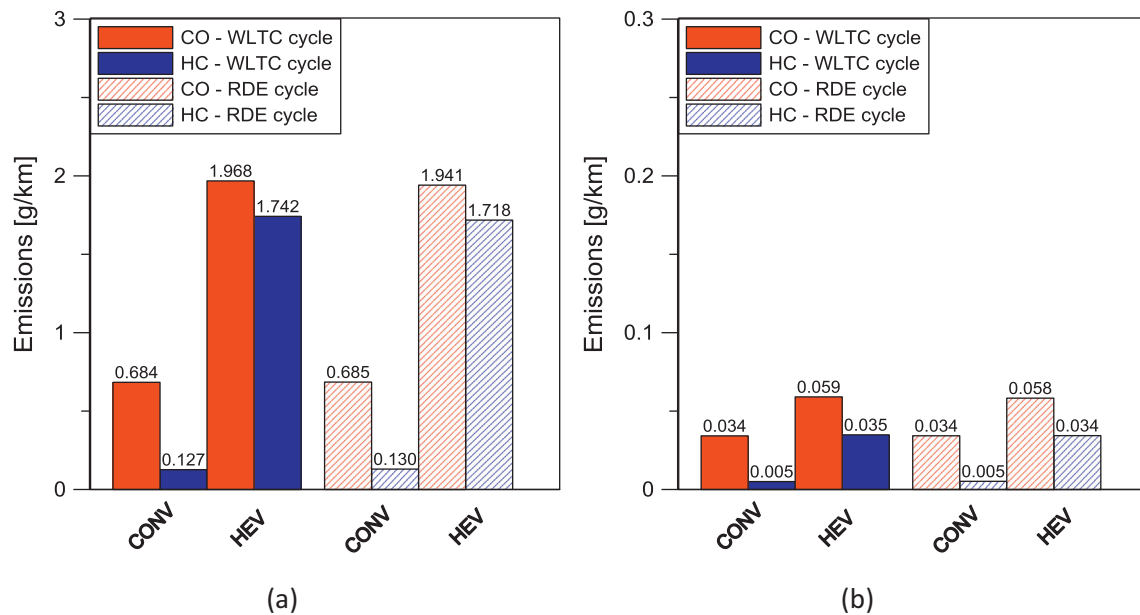 3
CO - WLTC cycle
HC - WLTC cycle
CO - RDE cycle
HC - RDE cycle
2
1
0
Emissions [g/km]
1.968
1.742
1.941
1.718
0.684
0.127
0.685
0.130
CONV
HEV
CONV
HEV
(a)
0.3
CO - WLTC cycle
HC - WLTC cycle
CO - RDE cycle
HC - RDE cycle
0.2
0.1
0
Emissions [g/km]
0.034
0.005
0.059
0.035
0.034
0.005
0.058
0.034
CONV
HEV
CONV
HEV
(b)